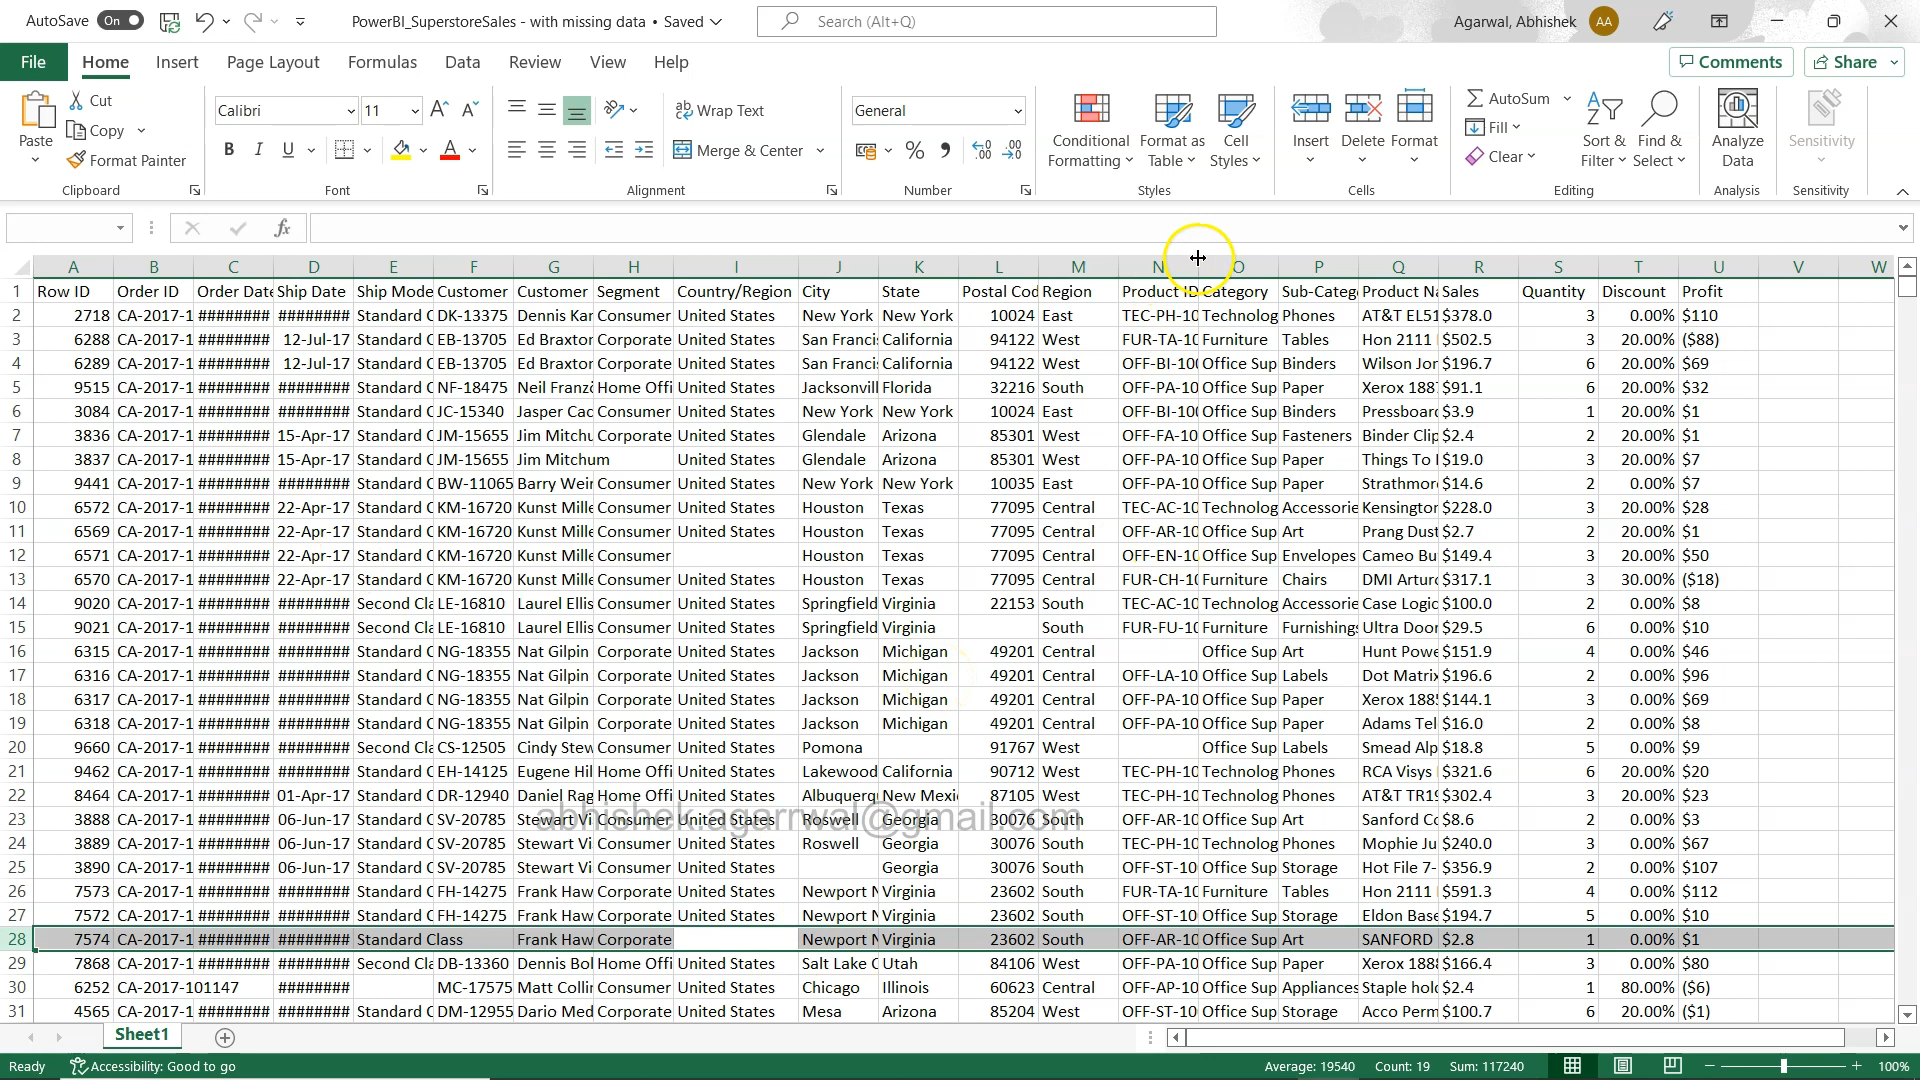 AutoSave On PowerBI_SuperstoreSales - with missing data • Saved Search (Alt+Q) Agarwal, Abhishek AA
File Home Insert Page Layout Formulas Data Review View Help Comments Share
Paste Cut Copy Format Painter Clipboard
Calibri 11 B I U A Font
Wrap Text Merge & Center Alignment
General % Number
Conditional Formatting Format as Table Cell Styles Styles
Insert Delete Format Cells
AutoSum Fill Clear Sort & Filter Find & Select Editing
Analyze Data Analysis
Sensitivity Sensitivity
fx
A B C D E F G H I J K L M N O P Q R S T U V W
1 Row ID Order ID Order Date Ship Date Ship Mode Customer Customer Segment Country/Region City State Postal Cod Region Product ID Category Sub-Categ Product Na Sales Quantity Discount Profit
2 2718 CA-2017-1 ######## ######## Standard C DK-13375 Dennis Kar Consumer United States New York New York 10024 East TEC-PH-10 Technolog Phones AT&T EL51 $378.0 3 0.00% $110
3 6288 CA-2017-1 ######## 12-Jul-17 Standard C EB-13705 Ed Braxtor Corporate United States San Franci California 94122 West FUR-TA-10 Furniture Tables Hon 2111 $502.5 3 20.00% ($88)
4 6289 CA-2017-1 ######## 12-Jul-17 Standard C EB-13705 Ed Braxtor Corporate United States San Franci California 94122 West OFF-BI-100 Office Sup Binders Wilson Jor $196.7 6 20.00% $69
5 9515 CA-2017-1 ######## ######## Standard C NF-18475 Neil Franz Home Offi United States Jacksonvill Florida 32216 South OFF-PA-10 Office Sup Paper Xerox 188 $91.1 6 20.00% $32
6 3084 CA-2017-1 ######## ######## Standard C JC-15340 Jasper Cac Consumer United States New York New York 10024 East OFF-BI-100 Office Sup Binders Pressboard $3.9 1 20.00% $1
7 3836 CA-2017-1 ######## 15-Apr-17 Standard C JM-15655 Jim Mitchu Corporate United States Glendale Arizona 85301 West OFF-FA-10 Office Sup Fasteners Binder Clip $2.4 2 20.00% $1
8 3837 CA-2017-1 ######## 15-Apr-17 Standard C JM-15655 Jim Mitchum United States Glendale Arizona 85301 West OFF-PA-10 Office Sup Paper Things To $19.0 3 20.00% $7
9 9441 CA-2017-1 ######## ######## Standard C BW-11065 Barry Wein Consumer United States New York New York 10035 East OFF-PA-10 Office Sup Paper Strathmor $14.6 2 0.00% $7
10 6572 CA-2017-1 ######## 22-Apr-17 Standard C KM-16720 Kunst Mille Consumer United States Houston Texas 77095 Central TEC-AC-10 Technolog Accessorie Kensington $228.0 3 20.00% $28
11 6569 CA-2017-1 ######## 22-Apr-17 Standard C KM-16720 Kunst Mille Consumer United States Houston Texas 77095 Central OFF-AR-10 Office Sup Art Prang Dust $2.7 2 20.00% $1
12 6571 CA-2017-1 ######## 22-Apr-17 Standard C KM-16720 Kunst Mille Consumer Houston Texas 77095 Central OFF-EN-10 Office Sup Envelopes Cameo Bu $149.4 3 20.00% $50
13 6570 CA-2017-1 ######## 22-Apr-17 Standard C KM-16720 Kunst Mille Consumer United States Houston Texas 77095 Central FUR-CH-10 Furniture Chairs DMI Arturo $317.1 3 30.00% ($18)
14 9020 CA-2017-1 ######## ######## Second Cla LE-16810 Laurel Ellis Consumer United States Springfield Virginia 22153 South TEC-AC-10 Technolog Accessorie Case Logic $100.0 2 0.00% $8
15 9021 CA-2017-1 ######## ######## Second Cla LE-16810 Laurel Ellis Consumer United States Springfield Virginia South FUR-FU-10 Furniture Furnishings Ultra Door $29.5 6 0.00% $10
16 6315 CA-2017-1 ######## ######## Standard C NG-18355 Nat Gilpin Corporate United States Jackson Michigan 49201 Central Office Sup Art Hunt Powe $151.9 4 0.00% $46
17 6316 CA-2017-1 ######## ######## Standard C NG-18355 Nat Gilpin Corporate United States Jackson Michigan 49201 Central OFF-LA-10 Office Sup Labels Dot Matrix $196.6 2 0.00% $96
18 6317 CA-2017-1 ######## ######## Standard C NG-18355 Nat Gilpin Corporate United States Jackson Michigan 49201 Central OFF-PA-10 Office Sup Paper Xerox 188 $144.1 3 0.00% $69
19 6318 CA-2017-1 ######## ######## Standard C NG-18355 Nat Gilpin Corporate United States Jackson Michigan 49201 Central OFF-PA-10 Office Sup Paper Adams Tel $16.0 2 0.00% $8
20 9660 CA-2017-1 ######## ######## Second Cla CS-12505 Cindy Stew Consumer United States Pomona 91767 West Office Sup Labels Smead Alp $18.8 5 0.00% $9
21 9462 CA-2017-1 ######## ######## Standard C EH-14125 Eugene Hil Home Offi United States Lakewood California 90712 West TEC-PH-10 Technolog Phones RCA Visys $321.6 6 20.00% $20
22 8464 CA-2017-1 ######## 01-Apr-17 Standard C DR-12940 Daniel Rag Home Offi United States Albuquerq New Mexi 87105 West TEC-PH-10 Technolog Phones AT&T TR19 $302.4 3 20.00% $23
abhishek.agarrwal@gmail.com
23 3888 CA-2017-1 ######## 06-Jun-17 Standard C SV-20785 Stewart Vi Consumer United States Roswell Georgia 30076 South OFF-AR-10 Office Sup Art Sanford Co $8.6 2 0.00% $3
24 3889 CA-2017-1 ######## 06-Jun-17 Standard C SV-20785 Stewart Vi Consumer United States Roswell Georgia 30076 South TEC-PH-10 Technolog Phones Mophie Ju $240.0 3 0.00% $67
25 3890 CA-2017-1 ######## 06-Jun-17 Standard C SV-20785 Stewart Vi Consumer United States Georgia 30076 South OFF-ST-10 Office Sup Storage Hot File 7- $356.9 2 0.00% $107
26 7573 CA-2017-1 ######## ######## Standard C FH-14275 Frank Haw Corporate United States Newport N Virginia 23602 South FUR-TA-10 Furniture Tables Hon 2111 $591.3 4 0.00% $112
27 7572 CA-2017-1 ######## ######## Standard C FH-14275 Frank Haw Corporate United States Newport N Virginia 23602 South OFF-ST-10 Office Sup Storage Eldon Base $194.7 5 0.00% $10
28 7574 CA-2017-1 ######## ######## Standard Class Frank Haw Corporate Newport N Virginia 23602 South OFF-AR-10 Office Sup Art SANFORD $2.8 1 0.00% $1
29 7868 CA-2017-1 ######## ######## Second Cla DB-13360 Dennis Bol Home Offi United States Salt Lake C Utah 84106 West OFF-PA-10 Office Sup Paper Xerox 188 $166.4 3 0.00% $80
30 6252 CA-2017-101147 ######## MC-17575 Matt Collin Consumer United States Chicago Illinois 60623 Central OFF-AP-10 Office Sup Appliances Staple hold $2.4 1 80.00% ($6)
31 4565 CA-2017-1 ######## ######## Standard C DM-12955 Dario Med Corporate United States Mesa Arizona 85204 West OFF-ST-10 Office Sup Storage Acco Perm $100.7 6 20.00% ($1)
Sheet1
Ready Accessibility: Good to go Average: 19540 Count: 19 Sum: 117240 100%